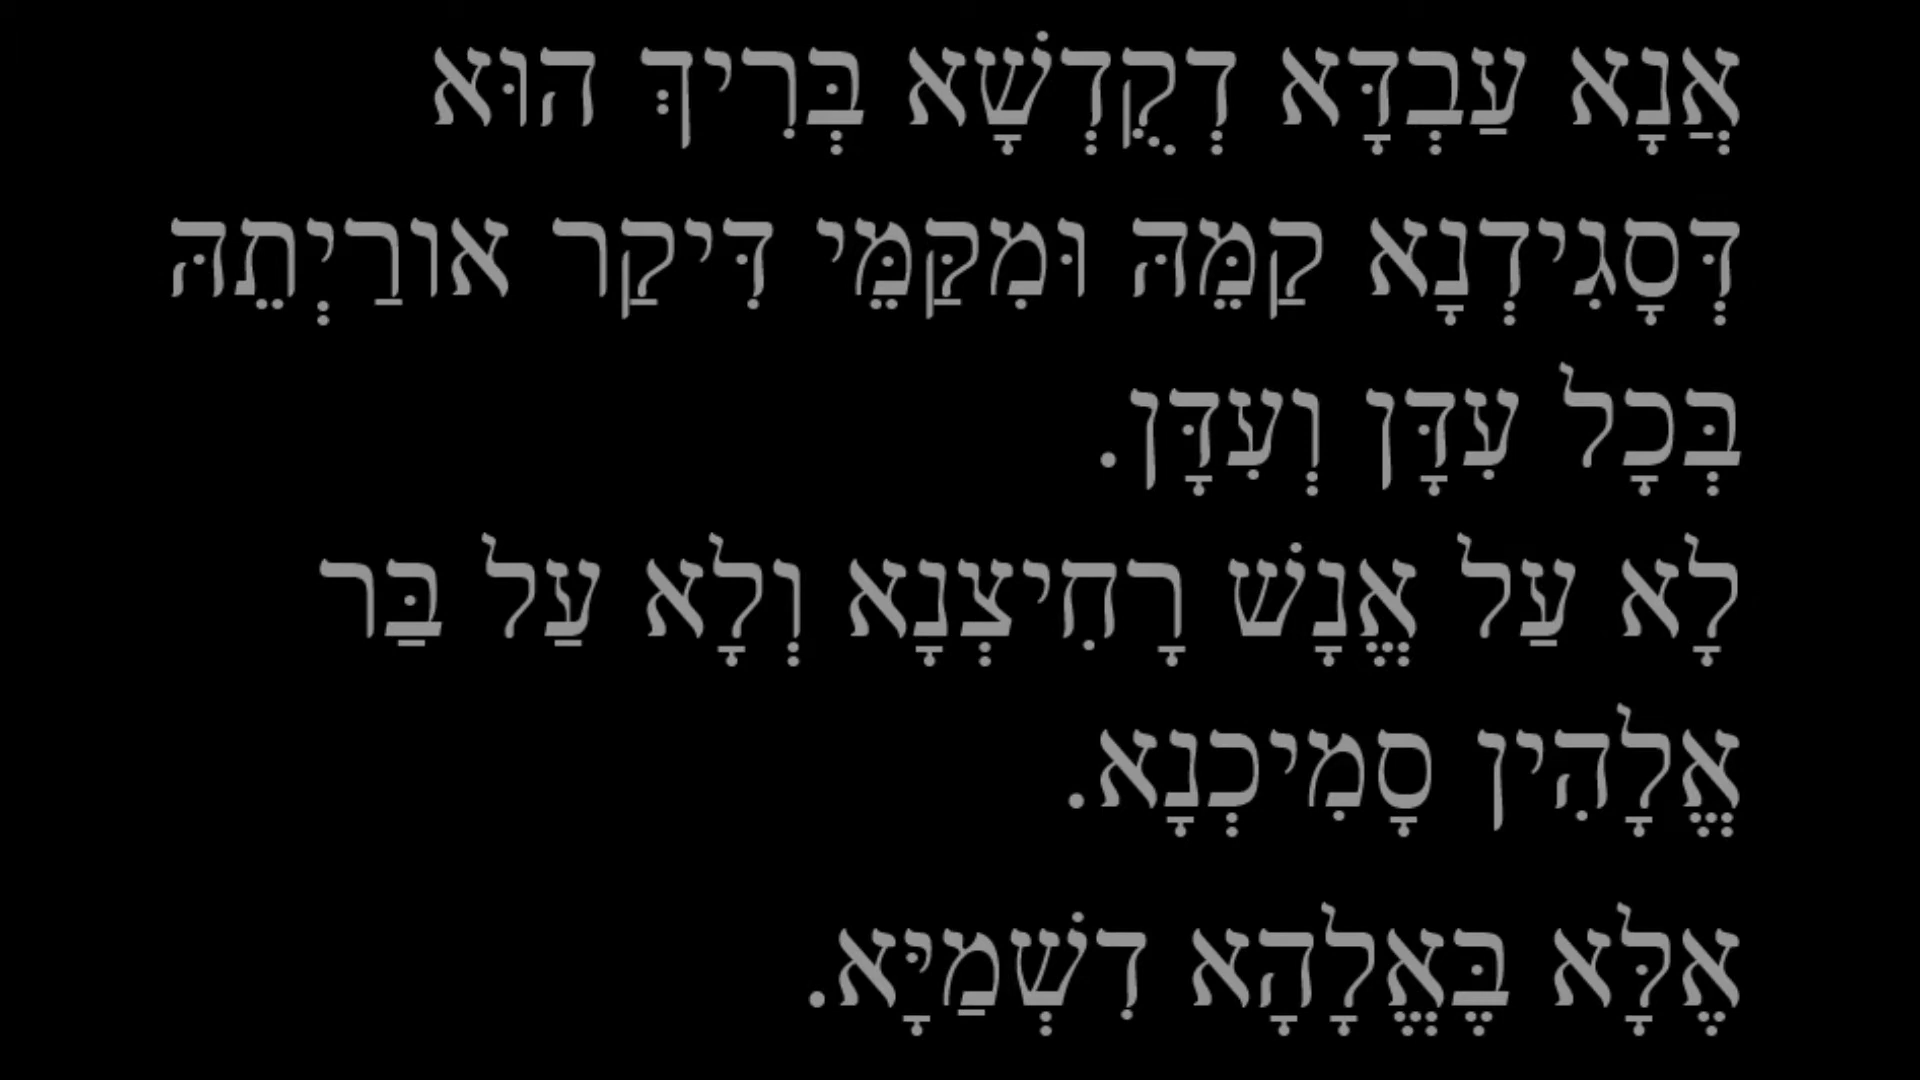 אֲנָא עַבְדָּא דְקֻדְשָׁא בְּרִיךְ הוּא
דְּסָגִידְנָא קַמֵּהּ וּמִקַּמֵּי דִּיקַר אוֹרַיְתֵהּ
בְּכָל עִדָּן וְעִדָּן.
לָא עַל אֱנָשׁ רָחִיצְנָא וְלָא עַל בַּר
אֱלָהִין סָמִיכְנָא.
אֶלָּא בֶּאֱלָהָא דִשְׁמַיָּא.